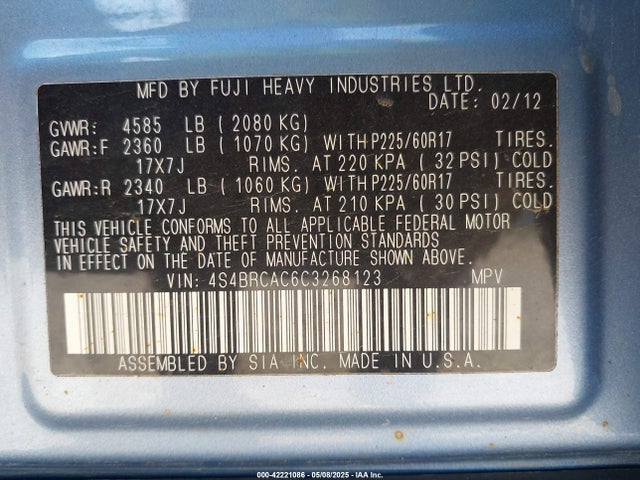 MFD BY FUJI HEAVY INDUSTRIES LTD.
DATE: 02/12
GVWR: 4585 LB (2080 KG)
GAWR:F 2360 LB (1070 KG) WITH P225/60R17 TIRES.
17X7J RIMS. AT 220 KPA (32 PSI) COLD
GAWR:R 2340 LB (1060 KG) WITH P225/60R17 TIRES.
17X7J RIMS. AT 210 KPA (30 PSI) COLD
THIS VEHICLE CONFORMS TO ALL APPLICABLE FEDERAL MOTOR
VEHICLE SAFETY AND THEFT PREVENTION STANDARDS
IN EFFECT ON THE DATE OF MANUFACTURE SHOWN ABOVE.
VIN: 4S4BRCAC6C3268123 MPV
ASSEMBLED BY SIA INC. MADE IN U.S.A.
000-42221086 - 05/08/2025 - IAA Inc.